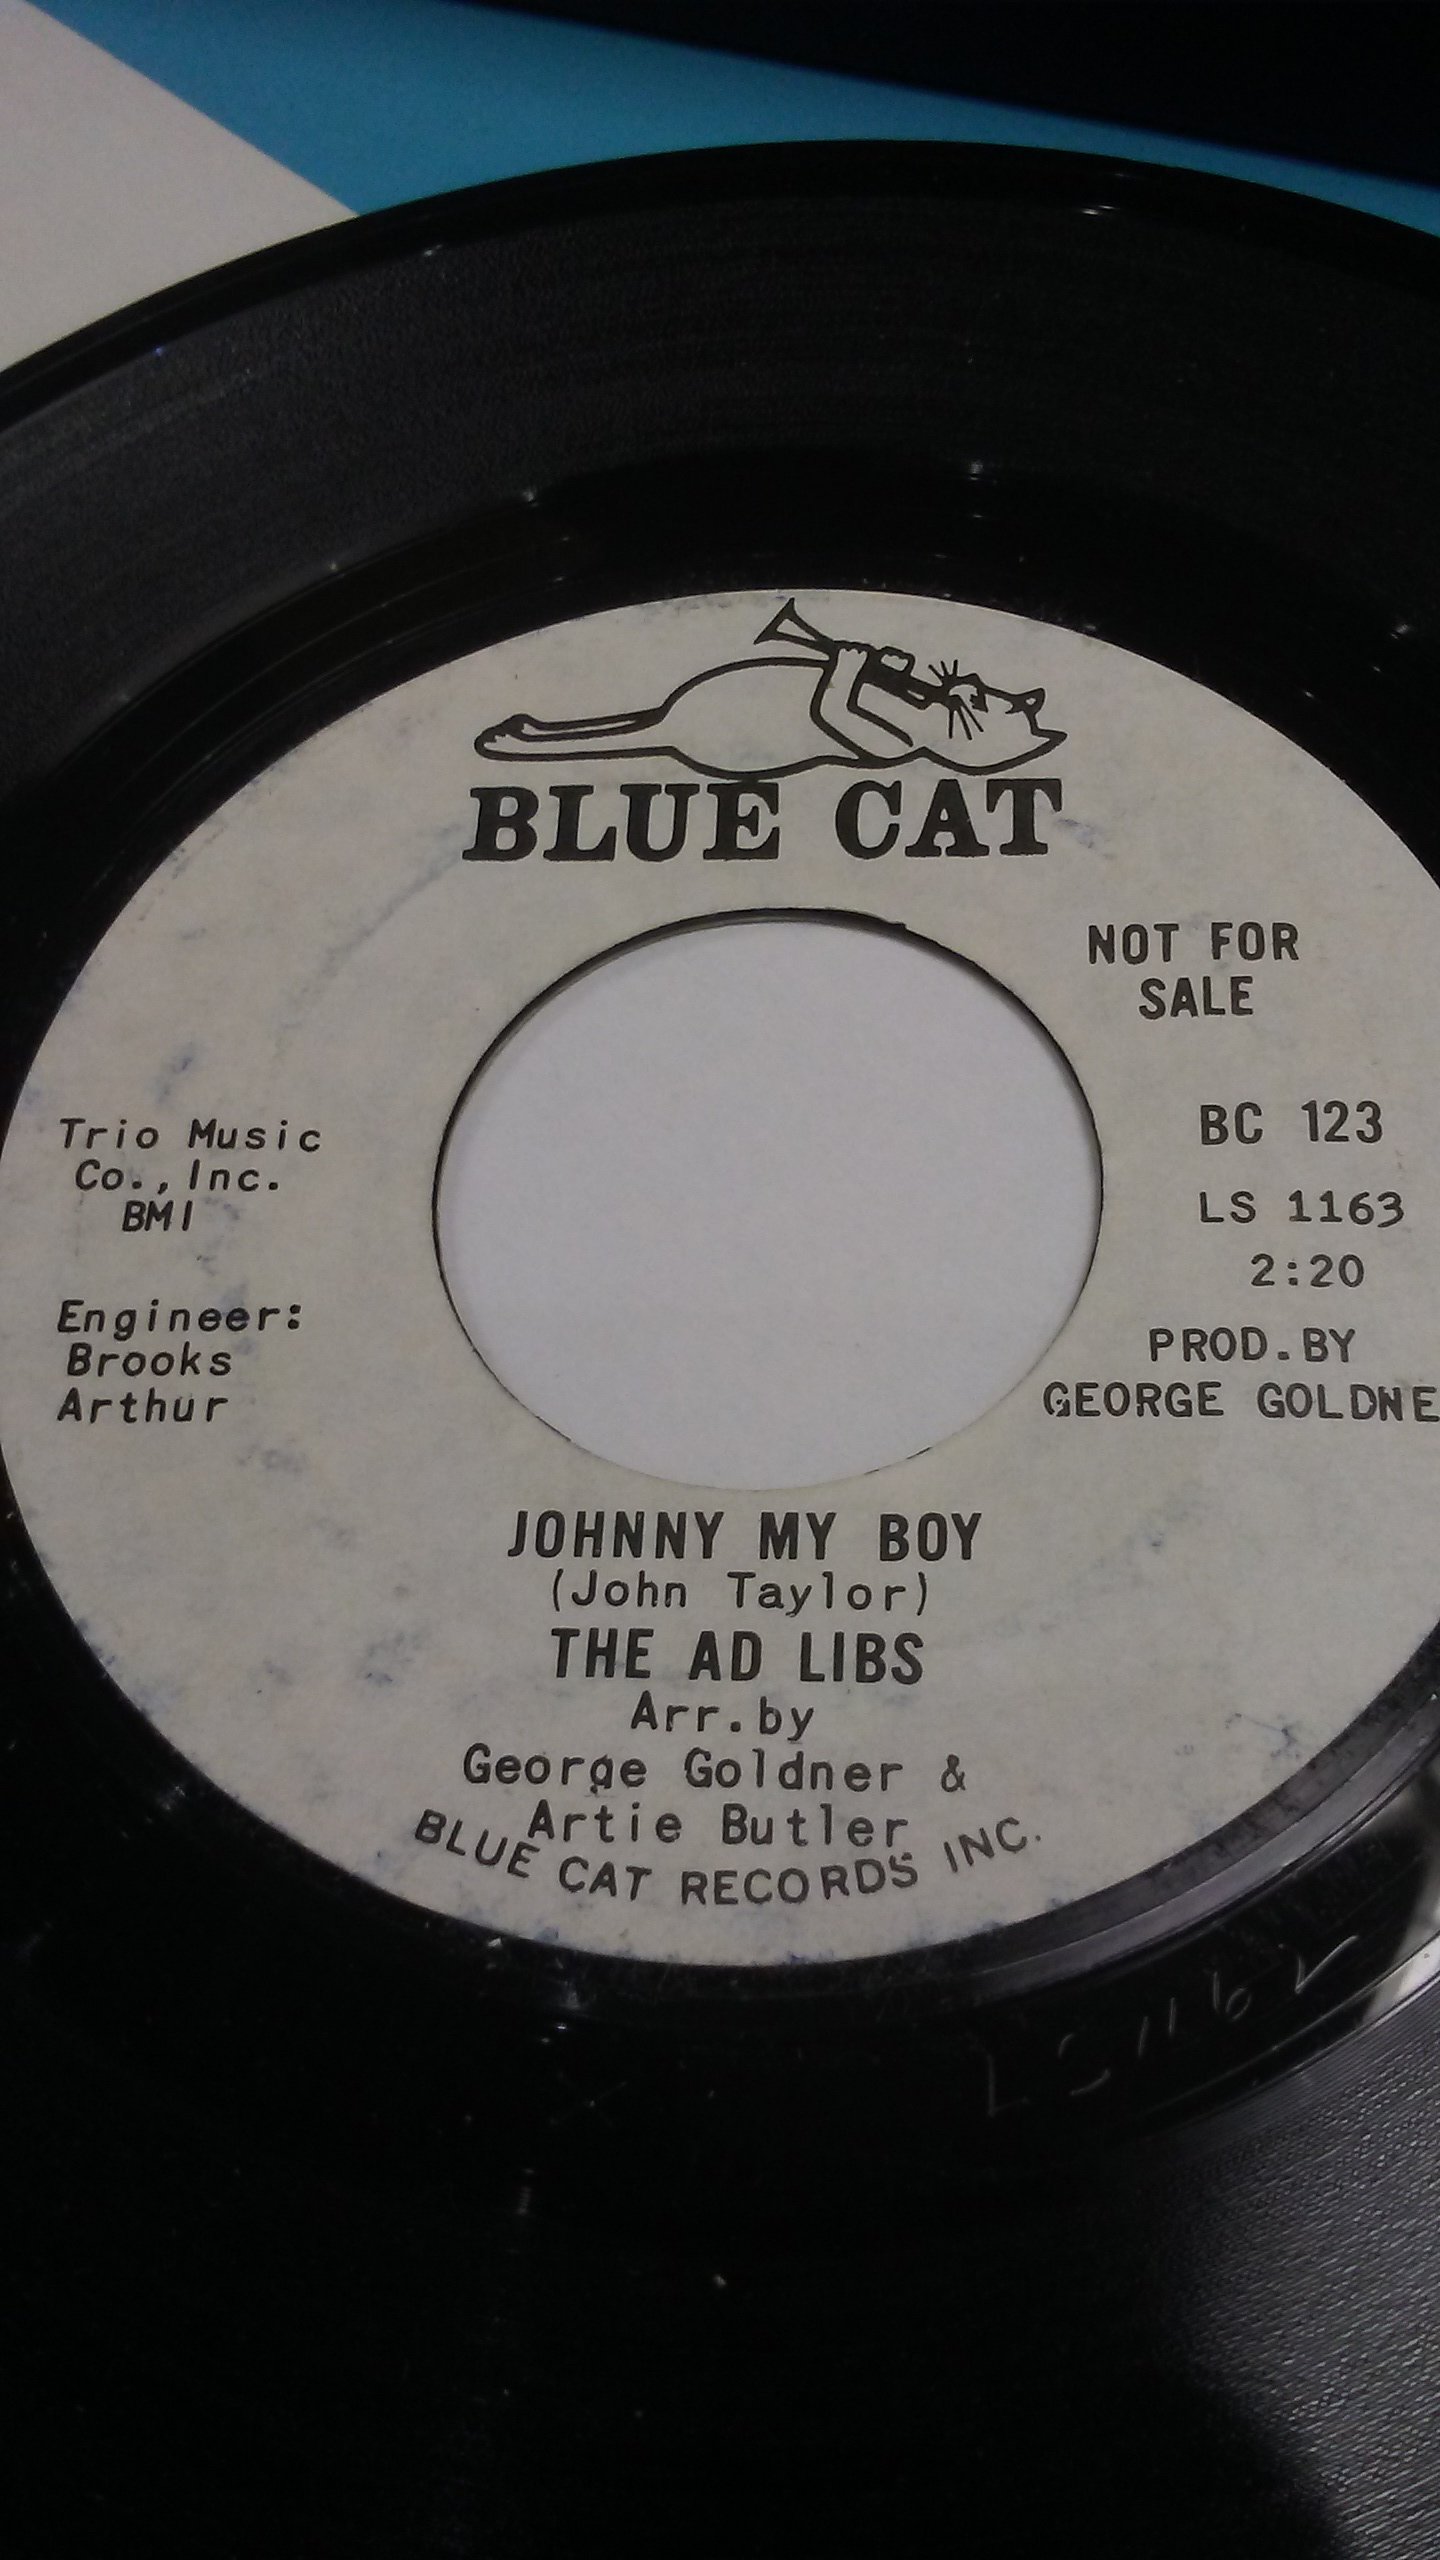 BLUE CAT
NOT FOR
SALE
Trio Music
Co., Inc.
BMI
Engineer:
Brooks
Arthur
BC 123
LS 1163
2:20
PROD. BY
GEORGE GOLDNE
JOHNNY MY BOY
(John Taylor)
THE AD LIBS
Arr. by
George Goldner &
Artie Butler
BLUE CAT RECORDS INC.